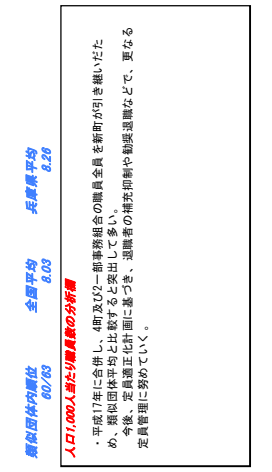 類似団体内順位 全国平均 兵庫県平均
60/63 8.03 8.26
人口1,000人当たり職員数の分析欄
・平成17年に合併し、4町及び2一部事務組合の職員全員を新町が引き継いだた
め、類似団体平均と比較すると突出して多い。
今後、定員適正化計画に基づき、退職者の補充抑制や勧奨退職などで、更なる
定員管理に努めていく。